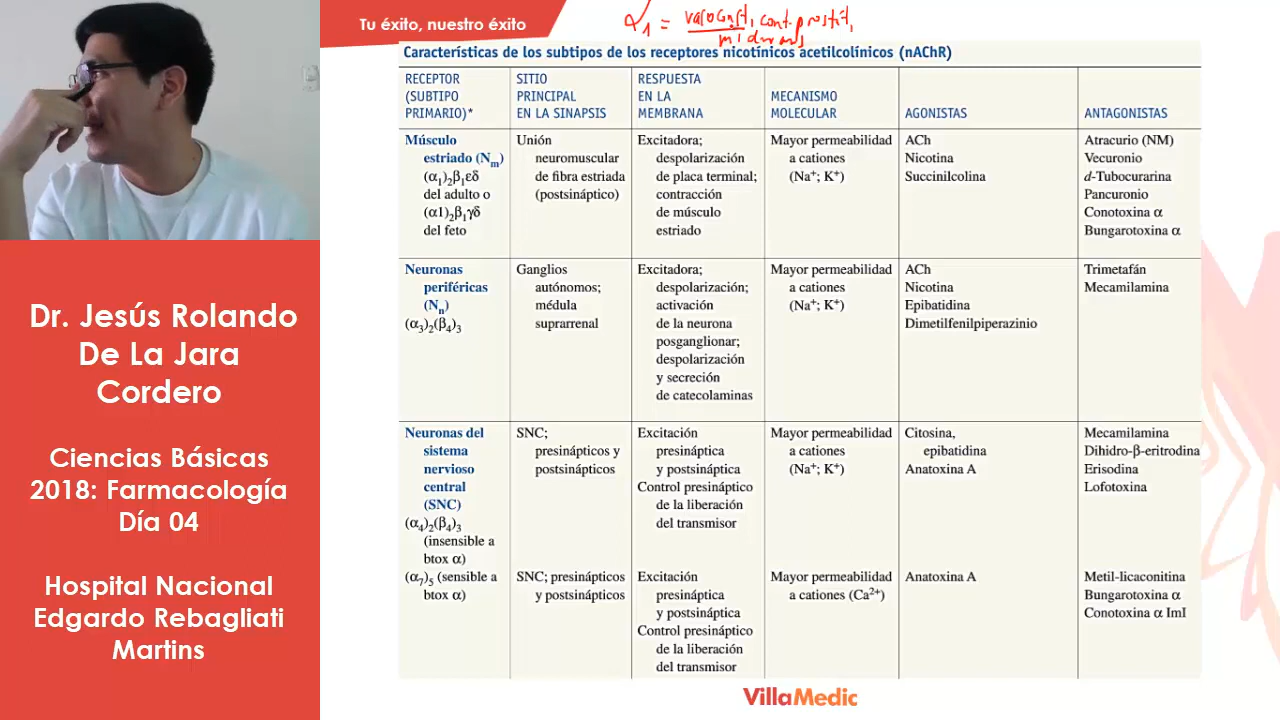 Tu éxito, nuestro éxito
α1 = vasoconst, cont. prostát,
midriasis
Características de los subtipos de los receptores nicotínicos acetilcolínicos (nAChR)
RECEPTOR (SUBTIPO PRIMARIO)*
SITIO PRINCIPAL EN LA SINAPSIS
RESPUESTA EN LA MEMBRANA
MECANISMO MOLECULAR
AGONISTAS
ANTAGONISTAS
Músculo
estriado (Nm)
(α1)2β1εδ
del adulto o
(α1)2β1γδ
del feto
Unión
neuromuscular
de fibra estriada
(postsináptico)
Excitadora;
despolarización
de placa terminal;
contracción
de músculo
estriado
Mayor permeabilidad
a cationes
(Na+; K+)
ACh
Nicotina
Succinilcolina
Atracurio (NM)
Vecuronio
d-Tubocurarina
Pancuronio
Conotoxina α
Bungarotoxina α
Neuronas
periféricas
(Nn)
(α3)2(β4)3
Ganglios
autónomos;
médula
suprarrenal
Excitadora;
despolarización;
activación
de la neurona
posganglionar;
despolarización
y secreción
de catecolaminas
Mayor permeabilidad
a cationes
(Na+; K+)
ACh
Nicotina
Epibatidina
Dimetilfenilpiperazinio
Trimetafán
Mecamilamina
Neuronas del
sistema
nervioso
central
(SNC)
(α4)2(β4)3
(insensible a
btox α)
SNC;
presinápticos y
postsinápticos
Excitación
presináptica
y postsináptica
Control presináptico
de la liberación
del transmisor
Mayor permeabilidad
a cationes
(Na+; K+)
Citosina,
epibatidina
Anatoxina A
Mecamilamina
Dihidro-β-eritrodina
Erisodina
Lofotoxina
(α7)5 (sensible a
btox α)
SNC; presinápticos
y postsinápticos
Excitación
presináptica
y postsináptica
Control presináptico
de la liberación
del transmisor
Mayor permeabilidad
a cationes (Ca2+)
Anatoxina A
Metil-licaconitina
Bungarotoxina α
Conotoxina α ImI
Dr. Jesús Rolando
De La Jara
Cordero
Ciencias Básicas
2018: Farmacología
Día 04
Hospital Nacional
Edgardo Rebagliati
Martins
VillaMedic